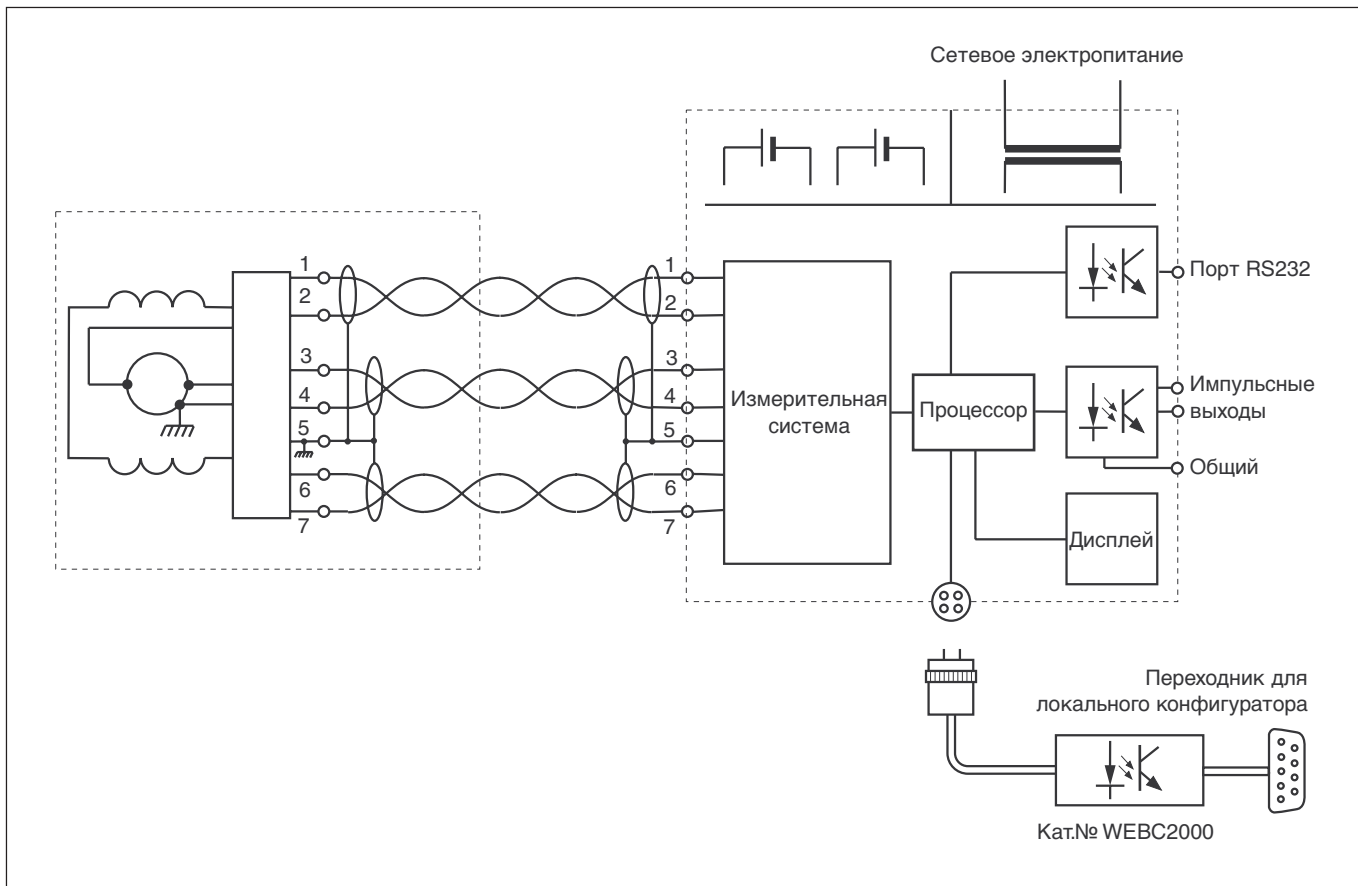 Сетевое электропитание
1
2
3
4
5
6
7
1
2
3
4
5
6
7
Измерительная
система
Процессор
Порт RS232
Импульсные
выходы
Общий
Дисплей
Переходник для
локального конфигуратора
Кат.№ WEBC2000